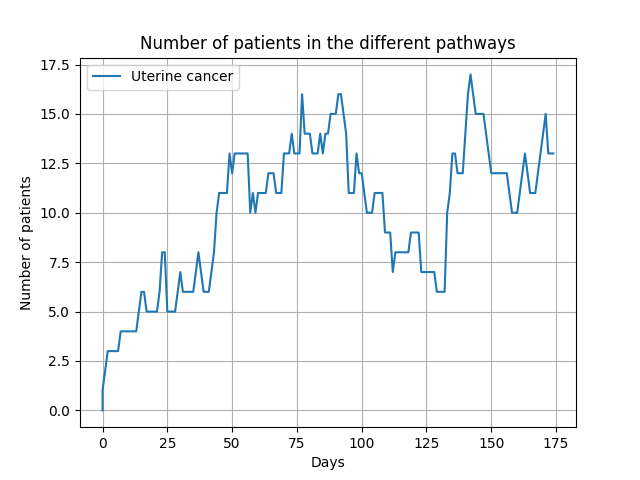 Number of patients in the different pathways
Uterine cancer
Number of patients
17.5
15.0
12.5
10.0
7.5
5.0
2.5
0.0
0 25 50 75 100 125 150 175
Days